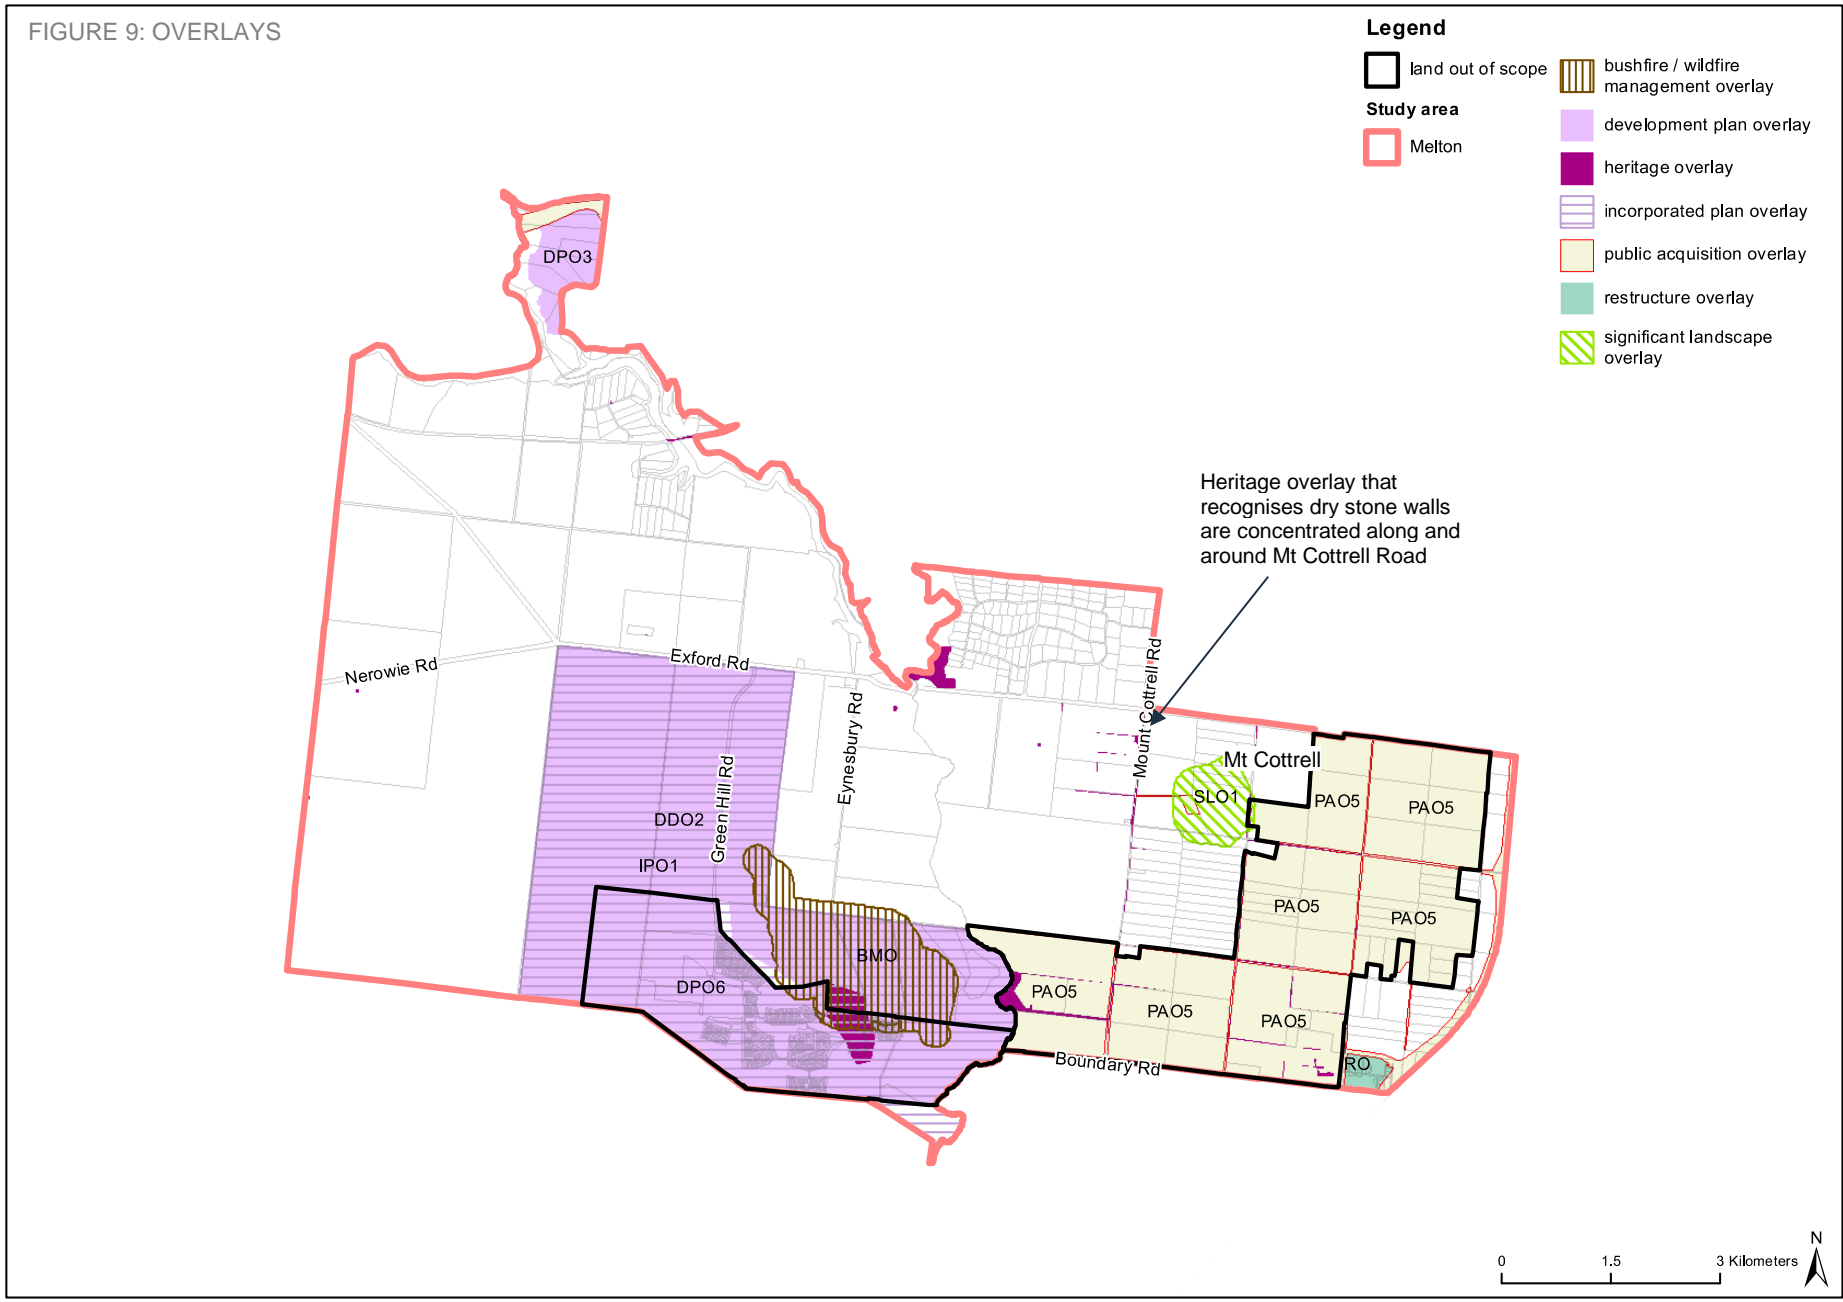 FIGURE 9: OVERLAYS
Legend
land out of scope
Study area
Melton
bushfire / wildfire
management overlay
development plan overlay
heritage overlay
incorporated plan overlay
public acquisition overlay
restructure overlay
significant landscape
overlay
DPO3
Heritage overlay that
recognises dry stone walls
are concentrated along and
around Mt Cottrell Road
Nerowie Rd
Exford Rd
Eynesbury Rd
Green Hill Rd
Mount Cottrell Rd
Mt Cottrell
SLO1
PAO5
PAO5
DDO2
IPO1
PAO5
PAO5
BMO
DPO6
PAO5
PAO5
PAO5
RO
Boundary Rd
0 1.5 3 Kilometers
N